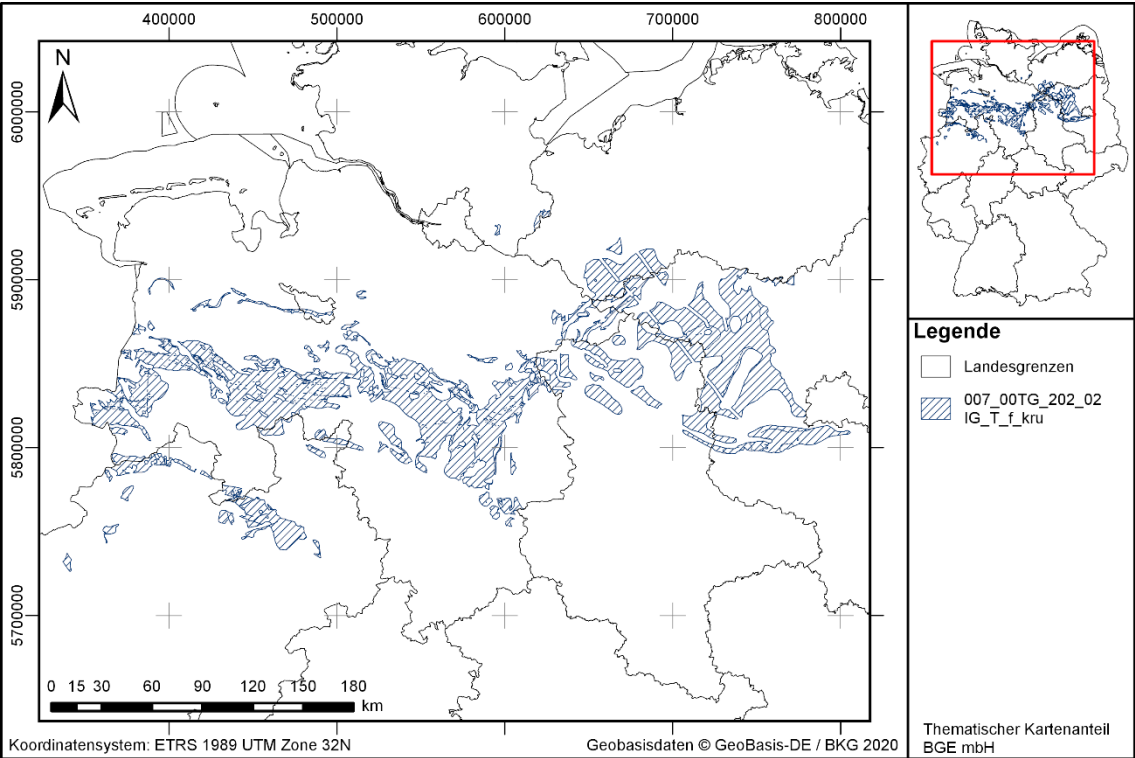 400000 500000 600000 700000 800000
N
6000000
5900000
5800000
5700000
0 15 30 60 90 120 150 180
km
Koordinatensystem: ETRS 1989 UTM Zone 32N
Geobasisdaten © GeoBasis-DE / BKG 2020
Legende
Landesgrenzen
007_00TG_202_02
IG_T_f_kru
Thematischer Kartenanteil
BGE mbH